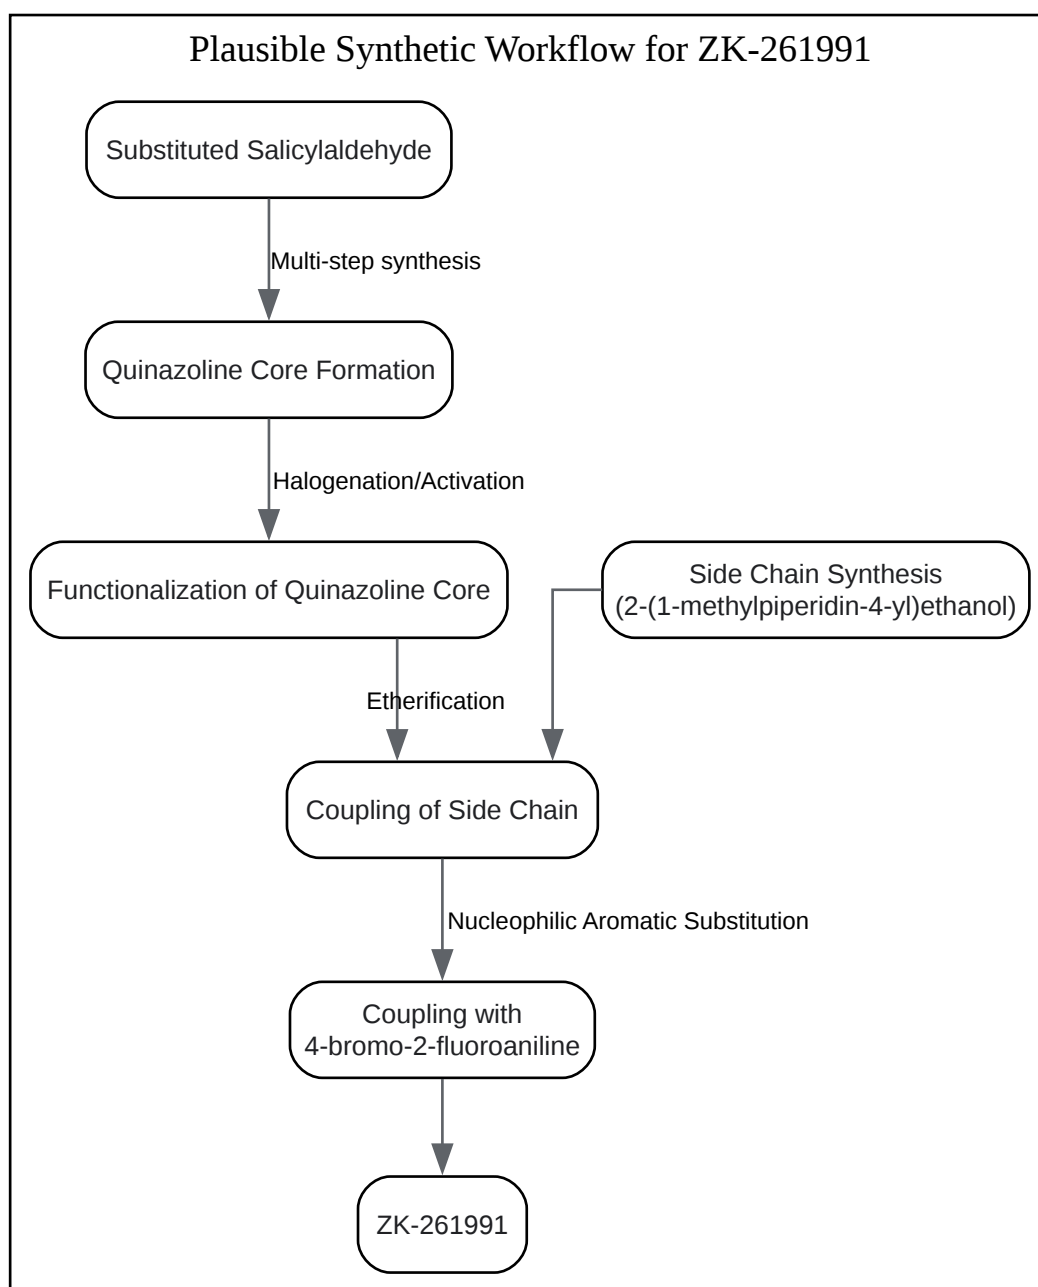 Plausible Synthetic Workflow for ZK-261991
Substituted Salicylaldehyde
Multi-step synthesis
Quinazoline Core Formation
Halogenation/Activation
Functionalization of Quinazoline Core
Side Chain Synthesis
(2-(1-methylpiperidin-4-yl)ethanol)
Etherification
Coupling of Side Chain
Nucleophilic Aromatic Substitution
Coupling with
4-bromo-2-fluoroaniline
ZK-261991